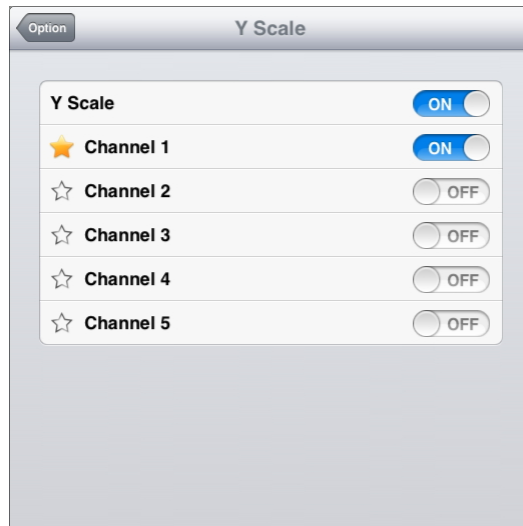 Option
Y Scale
Y Scale ON
Channel 1 ON
Channel 2 OFF
Channel 3 OFF
Channel 4 OFF
Channel 5 OFF